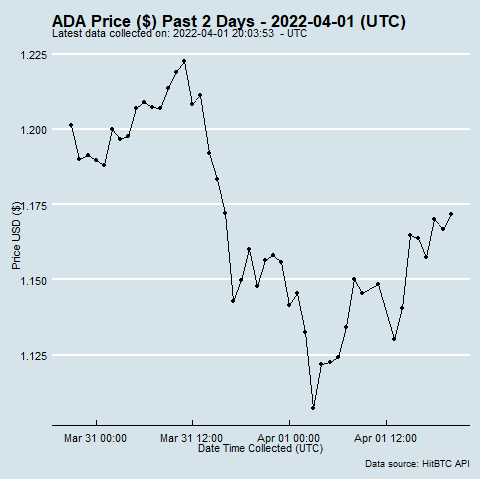 ADA Price ($) Past 2 Days - 2022-04-01 (UTC)
Latest data collected on: 2022-04-01 20:03:53 - UTC
1.225
1.200
1.175
1.150
1.125
Price USD ($)
Mar 31 00:00
Mar 31 12:00
Apr 01 00:00
Apr 01 12:00
Date Time Collected (UTC)
Data source: HitBTC API